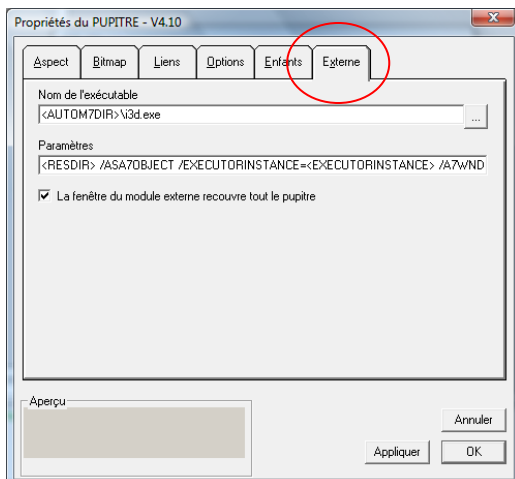 Propriétés du PUPITRE - V4.10
Aspect Bitmap Liens Options Enfants Externe
Nom de l'exécutable
<AUTOM7DIR>\i3d.exe
...
Paramètres
<RESDIR> /ASA7OBJECT /EXECUTORINSTANCE=<EXECUTORINSTANCE> /A7WND
La fenêtre du module externe recouvre tout le pupitre
Aperçu
Annuler
Appliquer OK